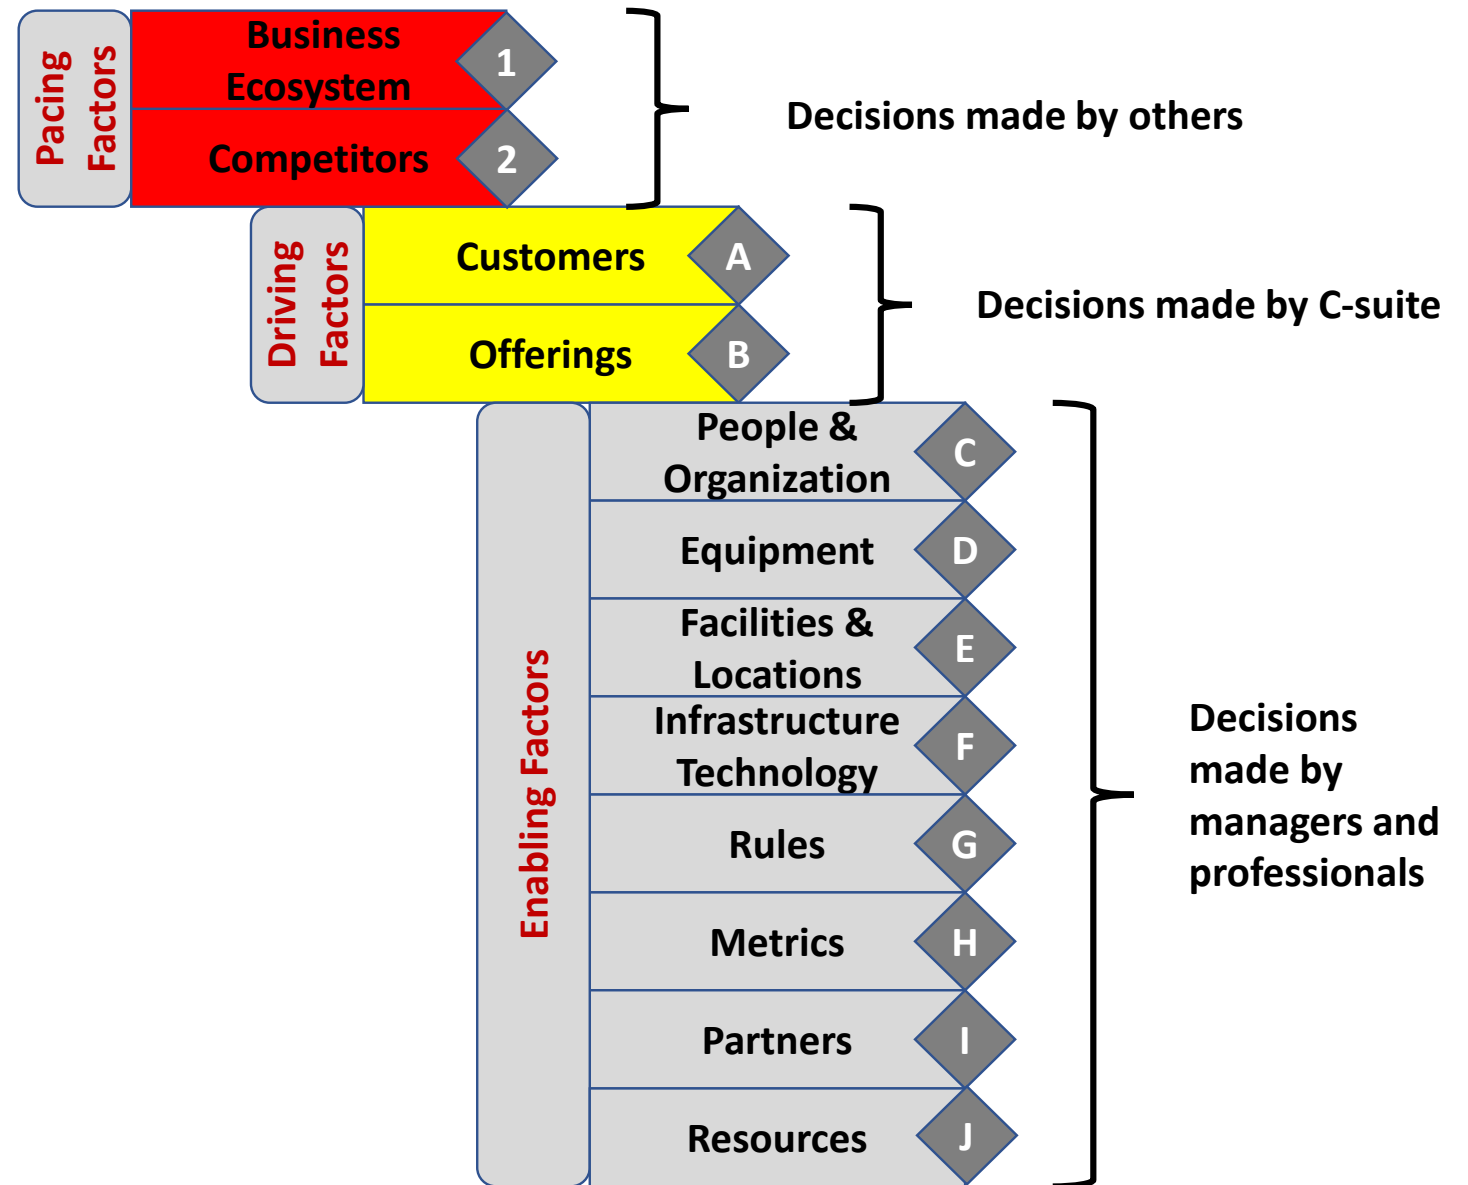 Pacing
Factors
Business
Ecosystem
1
Competitors
2
Decisions made by others
Driving
Factors
Customers
A
Offerings
B
Decisions made by C-suite
Enabling Factors
People &
Organization
C
Equipment
D
Facilities &
Locations
E
Infrastructure
Technology
F
Rules
G
Metrics
H
Partners
I
Resources
J
Decisions
made by
managers and
professionals